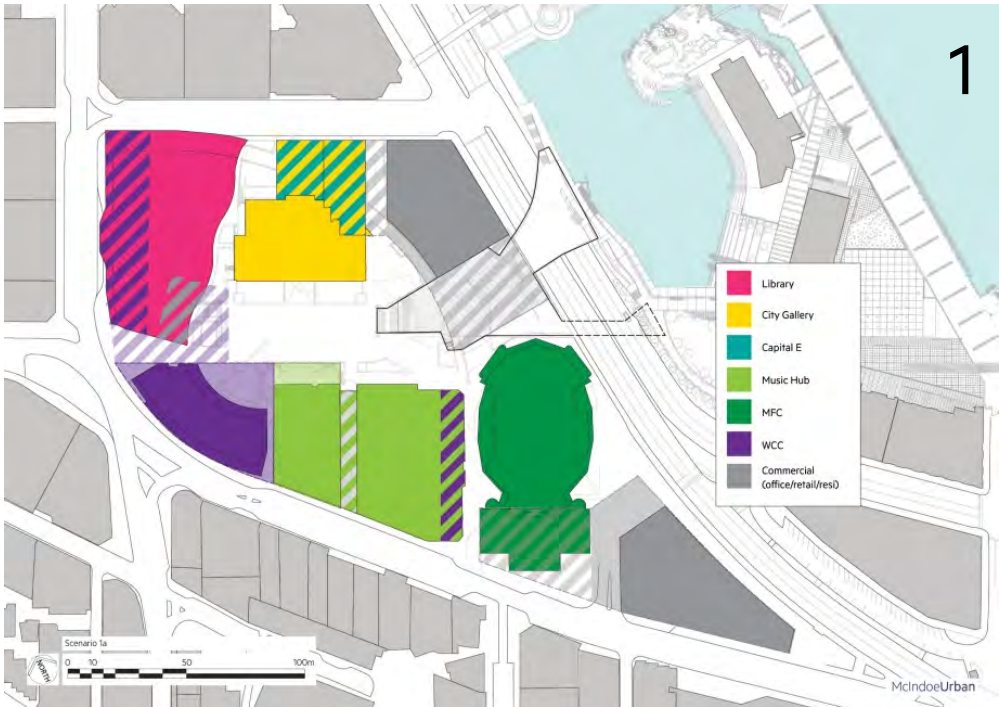 1
Library
City Gallery
Capital E
Music Hub
MFC
WCC
Commercial
(office/retail/resi)
Scenario 1a
0 10 50 100m
NORTH
McIndoeUrban